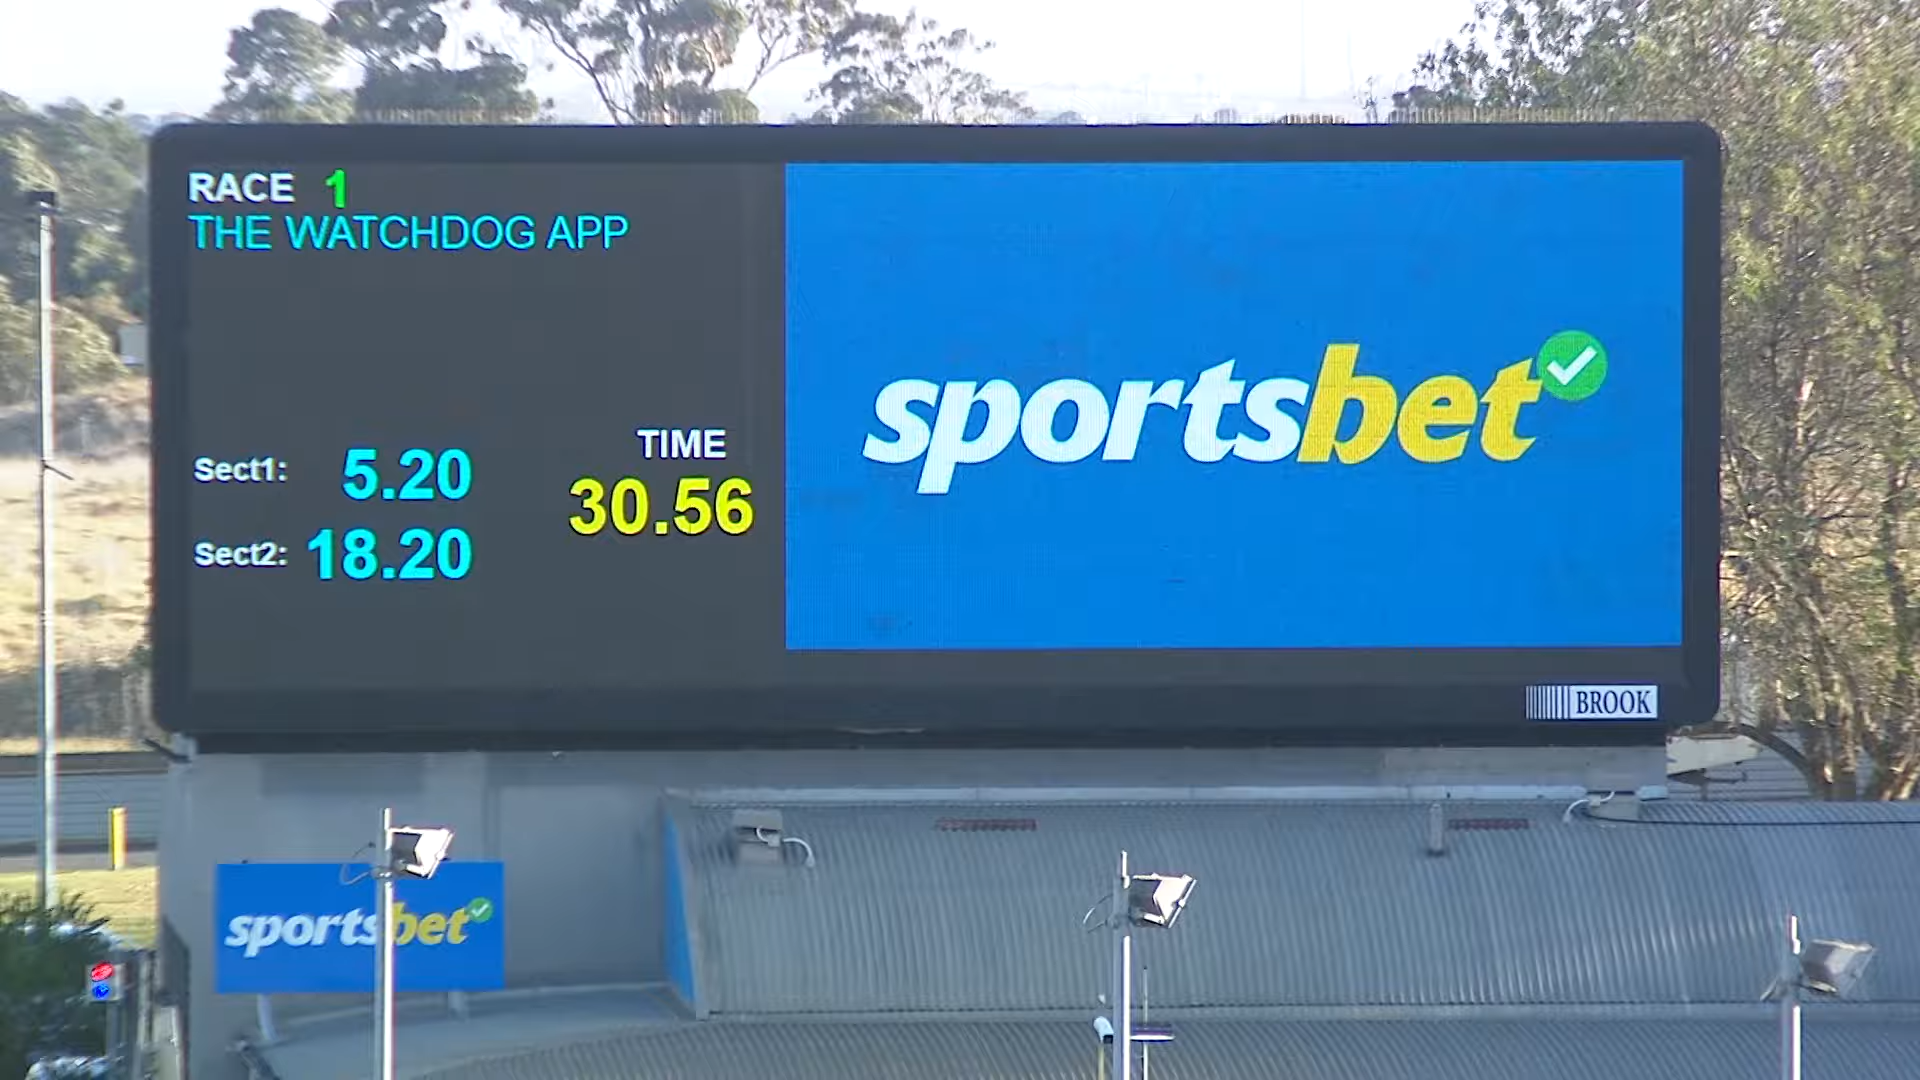 RACE 1
THE WATCHDOG APP
Sect1: 5.20
Sect2: 18.20
TIME
30.56
sportsbet
BROOK
sportsbet